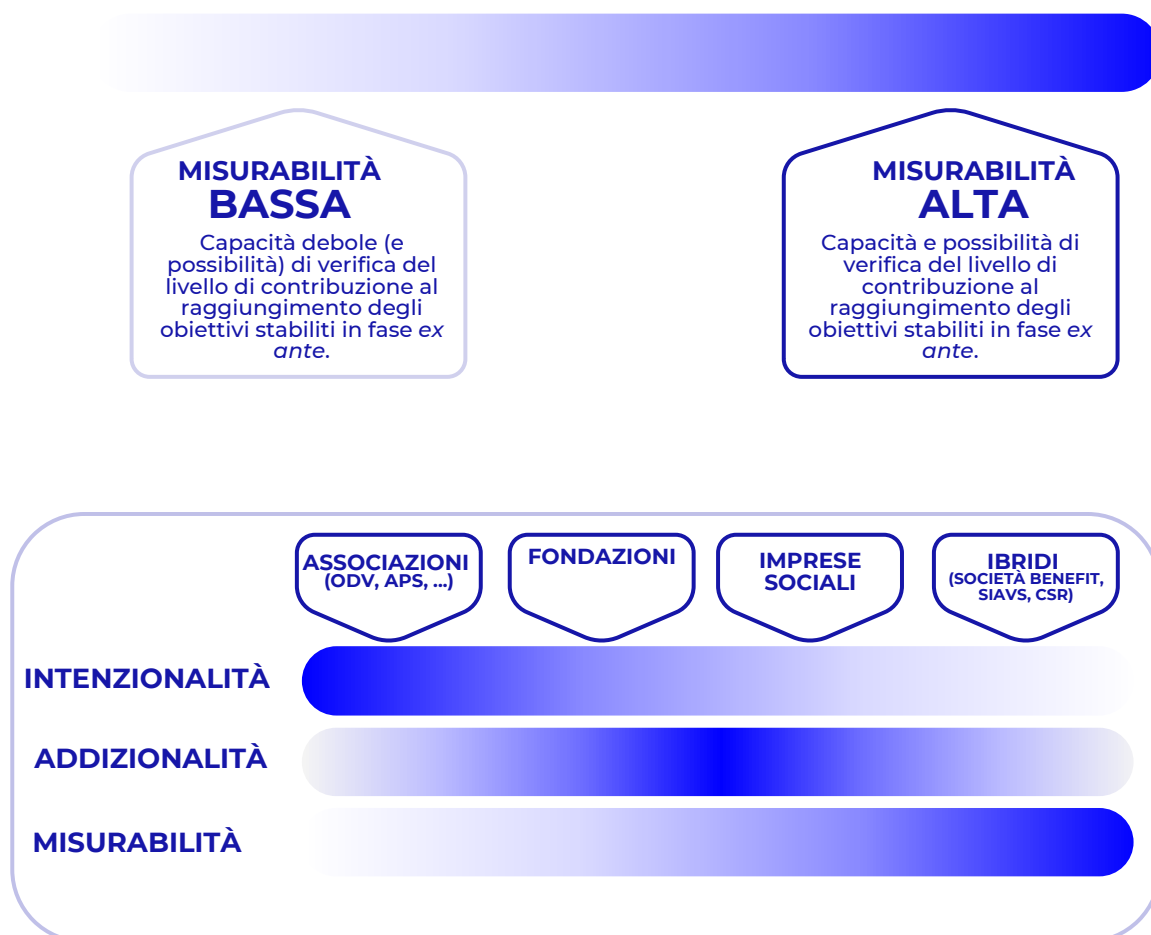 MISURABILITÀ
BASSA
Capacità debole (e
possibilità) di verifica del
livello di contribuzione al
raggiungimento degli
obiettivi stabiliti in fase ex
ante.
MISURABILITÀ
ALTA
Capacità e possibilità di
verifica del livello di
contribuzione al
raggiungimento degli
obiettivi stabiliti in fase ex
ante.
ASSOCIAZIONI
(ODV, APS, ...)
FONDAZIONI
IMPRESE
SOCIALI
IBRIDI
(SOCIETÀ BENEFIT,
SIAVS, CSR)
INTENZIONALITÀ
ADDIZIONALITÀ
MISURABILITÀ